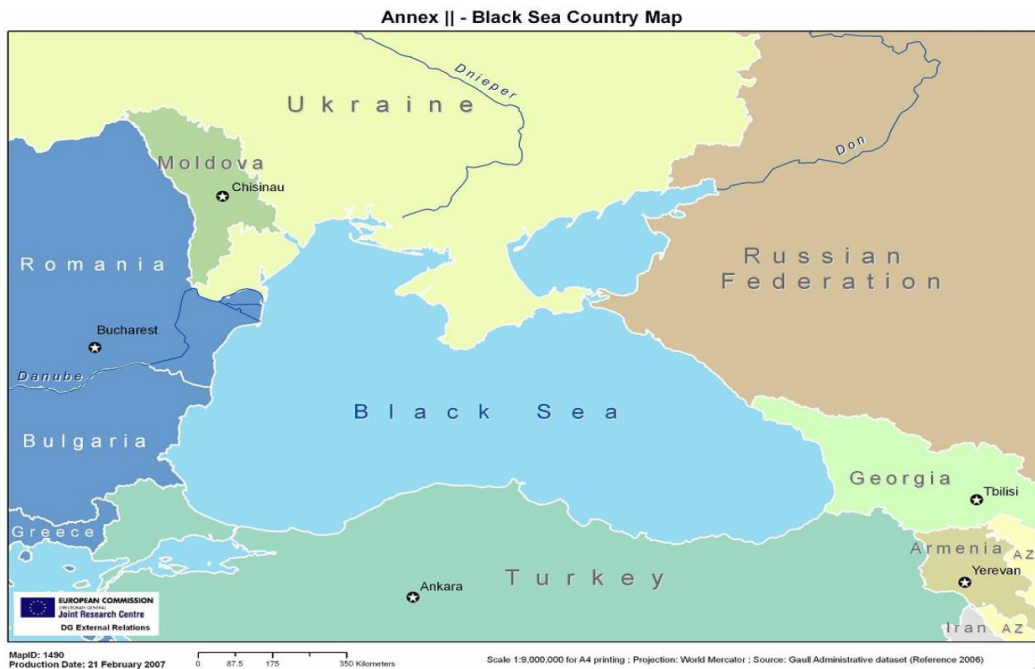 Annex || - Black Sea Country Map
Dnieper
Ukraine
Don
Moldova
Chisinau
Romania
Russian
Federation
Bucharest
Danube
Black Sea
Bulgaria
Georgia
Tbilisi
Greece
Armenia
AZ
Yerevan
Ankara
Turkey
Iran
AZ
EUROPEAN COMMISSION
DIRECTORATE GENERAL
Joint Research Centre
DG External Relations
MapID: 1490
Production Date: 21 February 2007
0 87.5 175 350 Kilometers
Scale 1:9,000,000 for A4 printing ; Projection: World Mercator ; Source: Gaull Administrative dataset (Reference 2006)